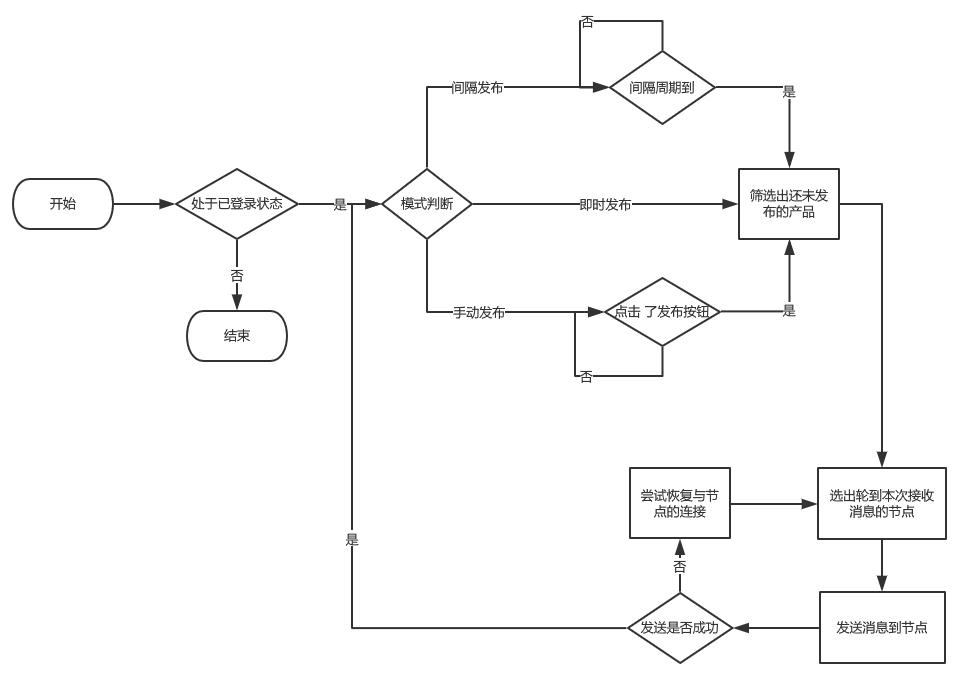 否
间隔发布
间隔周期到
是
开始
处于已登录状态
是
模式判断
即时发布
筛选出还未发
布的产品
否
结束
手动发布
点击 了发布按钮
是
否
尝试恢复与节
点的连接
选出轮到本次接收
消息的节点
是
否
发送是否成功
发送消息到节点